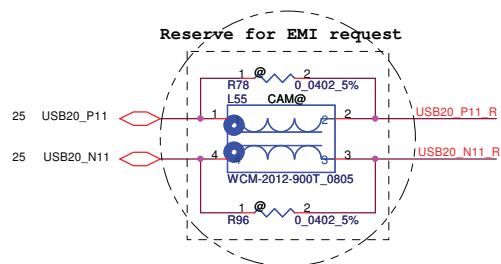 Reserve for EMI request
1 @ 2
R78 0_0402_5%
L55 CAM@
25 USB20_P11 1 2 2 USB20_P11_R
25 USB20_N11 4 3 3 USB20_N11_R
WCM-2012-900T_0805
1 @ 2
R96 0_0402_5%